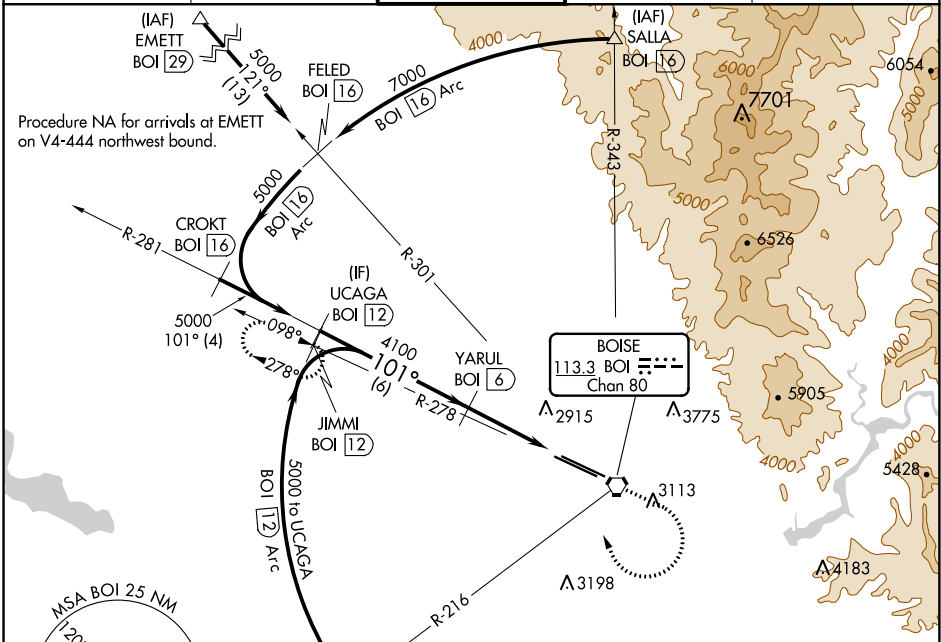 (IAF)
EMETT
BOI 29
5000
121°
(13)
Procedure NA for arrivals at EMETT
on V4-444 northwest bound.
FELED
BOI 16
7000
BOI 16 Arc
4000
(IAF)
SALLA
BOI 16
R-343
6000
7701
6054
5000
5000
6526
5000
BOI 16
Arc
R-281
CROKT
BOI 16
R-301
(IF)
UCAGA
BOI 12
5000
101° (4)
098°
278°
4100
101°
(6)
R-278
YARUL
BOI 6
JIMMI
BOI 12
BOISE
113.3 BOI
Chan 80
2915
3775
5905
4000
4000
4000
5428
5000 to UCAGA
BOI 12 Arc
3113
3198
4183
R-216
MSA BOI 25 NM